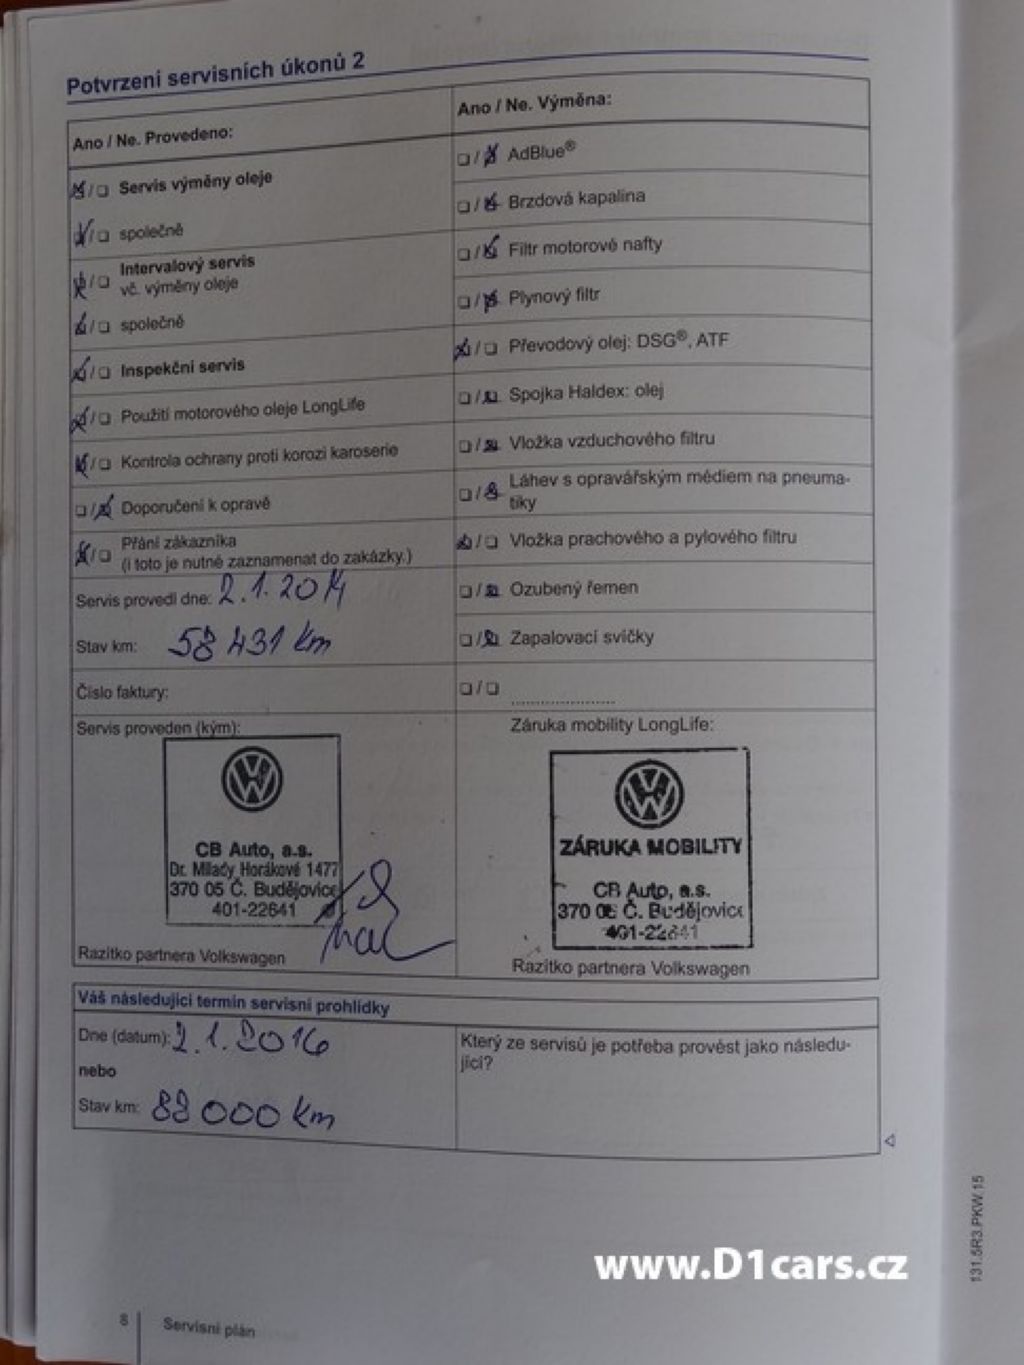 Potvrzení servisních úkonů 2
Ano / Ne. Provedeno:
Servis výměny oleje
společně
Intervalový servis
vč. výměny oleje
společně
Inspekční servis
Použití motorového oleje LongLife
Kontrola ochrany proti korozi karoserie
Doporučení k opravě
Přání zákazníka
(i toto je nutné zaznamenat do zakázky.)
Servis provedl dne: 2.1.2014
Stav km: 58 431 km
Číslo faktury:
Servis proveden (kým):
CB Auto, a.s.
Dr. Milady Horákové 1477
370 05 Č. Budějovice
401-22641
Razítko partnera Volkswagen
Ano / Ne. Výměna:
AdBlue®
Brzdová kapalina
Filtr motorové nafty
Plynový filtr
Převodový olej: DSG®, ATF
Spojka Haldex: olej
Vložka vzduchového filtru
Láhev s opravářským médiem na pneuma-
tiky
Vložka prachového a pylového filtru
Ozubený řemen
Zapalovací svíčky
Záruka mobility LongLife:
ZÁRUKA MOBILITY
CB Auto, a.s.
370 05 Č. Budějovice
401-22641
Razítko partnera Volkswagen
Váš následující termín servisní prohlídky
Dne (datum): 2.1.2016
nebo
Stav km: 88 000 km
Který ze servisů je potřeba provést jako následu-
jící?
131.5R3.PKW.15
www.D1cars.cz
8 Servisní plán